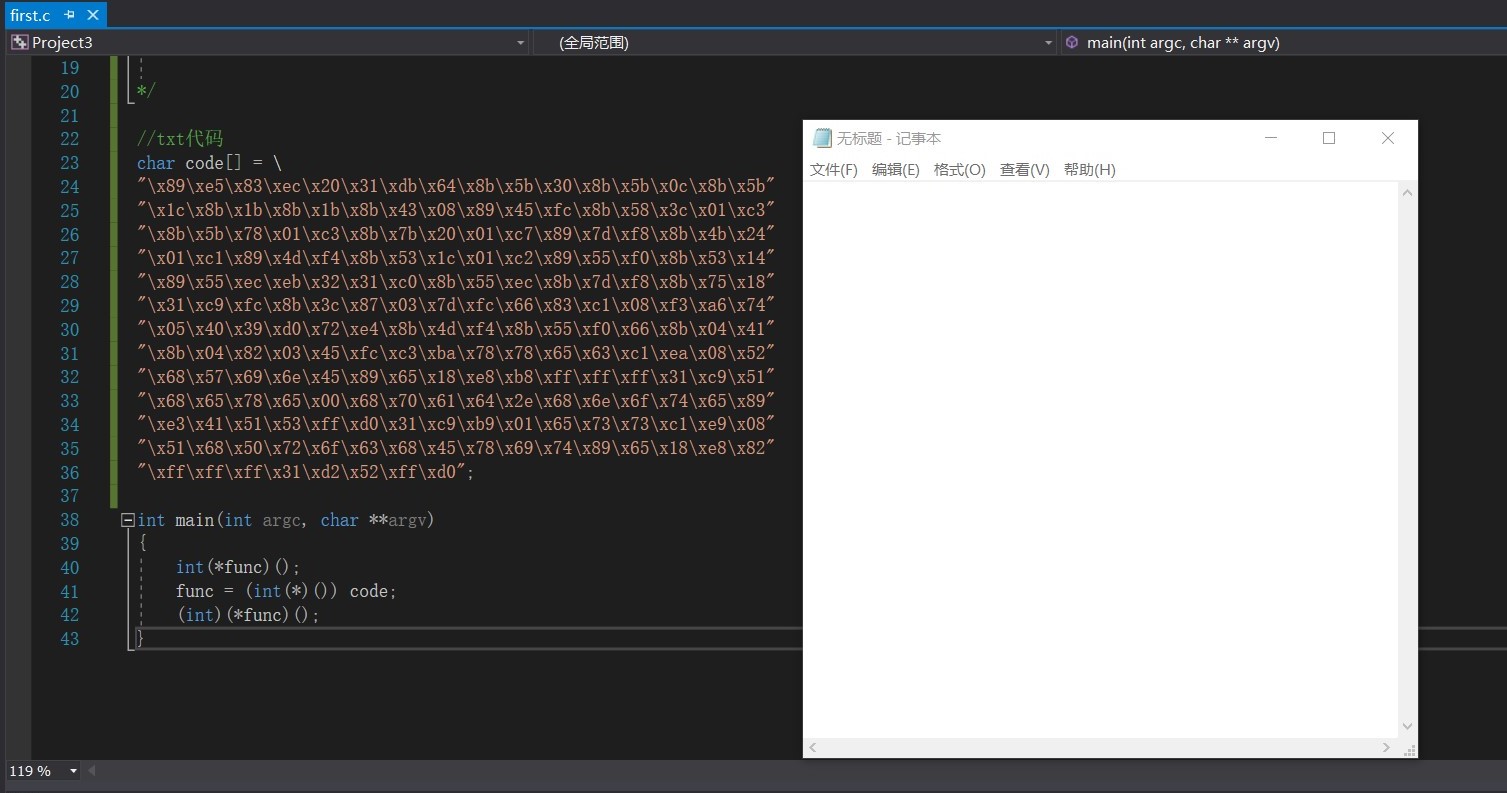 first.c
Project3
(全局范围)
main(int argc, char ** argv)
19
20 */
21
22 //txt代码
23 char code[] = \
24 "\x89\xe5\x83\xec\x20\x31\xdb\x64\x8b\x5b\x30\x8b\x5b\x0c\x8b\x5b"
25 "\x1c\x8b\x1b\x8b\x1b\x8b\x43\x08\x89\x45\xfc\x8b\x58\x3c\x01\xc3"
26 "\x8b\x5b\x78\x01\xc3\x8b\x7b\x20\x01\xc7\x89\x7d\xf8\x8b\x4b\x24"
27 "\x01\xc1\x89\x4d\xf4\x8b\x53\x1c\x01\xc2\x89\x55\xf0\x8b\x53\x14"
28 "\x89\x55\xec\xeb\x32\x31\xc0\x8b\x55\xec\x8b\x7d\xf8\x8b\x75\x18"
29 "\x31\xc9\xfc\x8b\x3c\x87\x03\x7d\xfc\x66\x83\xc1\x08\xf3\xa6\x74"
30 "\x05\x40\x39\xd0\x72\xe4\x8b\x4d\xf4\x8b\x55\xf0\x66\x8b\x04\x41"
31 "\x8b\x04\x82\x03\x45\xfc\xc3\xba\x78\x78\x65\x63\xc1\xea\x08\x52"
32 "\x68\x57\x69\x6e\x45\x89\x65\x18\xe8\xb8\xff\xff\xff\x31\xc9\x51"
33 "\x68\x65\x78\x65\x00\x68\x70\x61\x64\x2e\x68\x6e\x6f\x74\x65\x89"
34 "\xe3\x41\x51\x53\xff\xd0\x31\xc9\xb9\x01\x65\x73\x73\xc1\xe9\x08"
35 "\x51\x68\x50\x72\x6f\x63\x68\x45\x78\x69\x74\x89\x65\x18\xe8\x82"
36 "\xff\xff\xff\x31\xd2\x52\xff\xd0";
37
38 int main(int argc, char **argv)
39 {
40 int(*func)();
41 func = (int(*)()) code;
42 (int)(*func)();
43 }
119 %
无标题 - 记事本
文件(F) 编辑(E) 格式(O) 查看(V) 帮助(H)